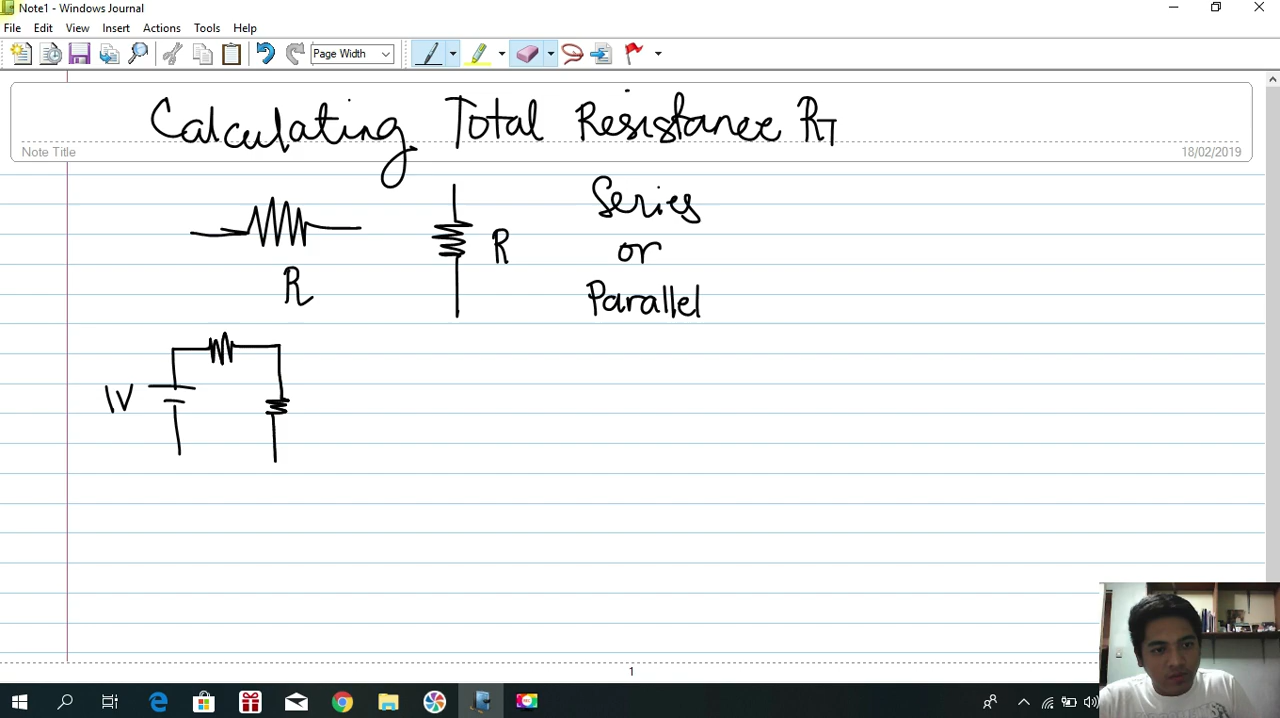 Note1 - Windows Journal
File Edit View Insert Actions Tools Help
Page Width
Calculating Total Resistance RT
Note Title
18/02/2019
Series
or
Parallel
R
R
1V
1